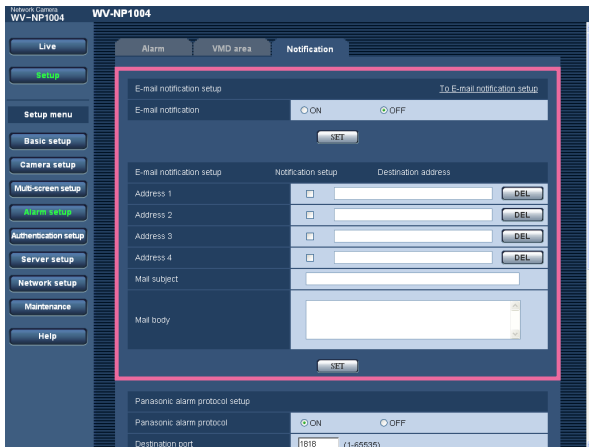 Network Camera
WV-NP1004
WV-NP1004
Live
Setup
Setup menu
Basic setup
Camera setup
Multi-screen setup
Alarm setup
Authentication setup
Server setup
Network setup
Maintenance
Help
Alarm VMD area Notification
E-mail notification setup To E-mail notification setup
E-mail notification ON OFF
SET
E-mail notification setup Notification setup Destination address
Address 1 DEL
Address 2 DEL
Address 3 DEL
Address 4 DEL
Mail subject
Mail body
SET
Panasonic alarm protocol setup
Panasonic alarm protocol ON OFF
Destination port 1818 (1-65535)